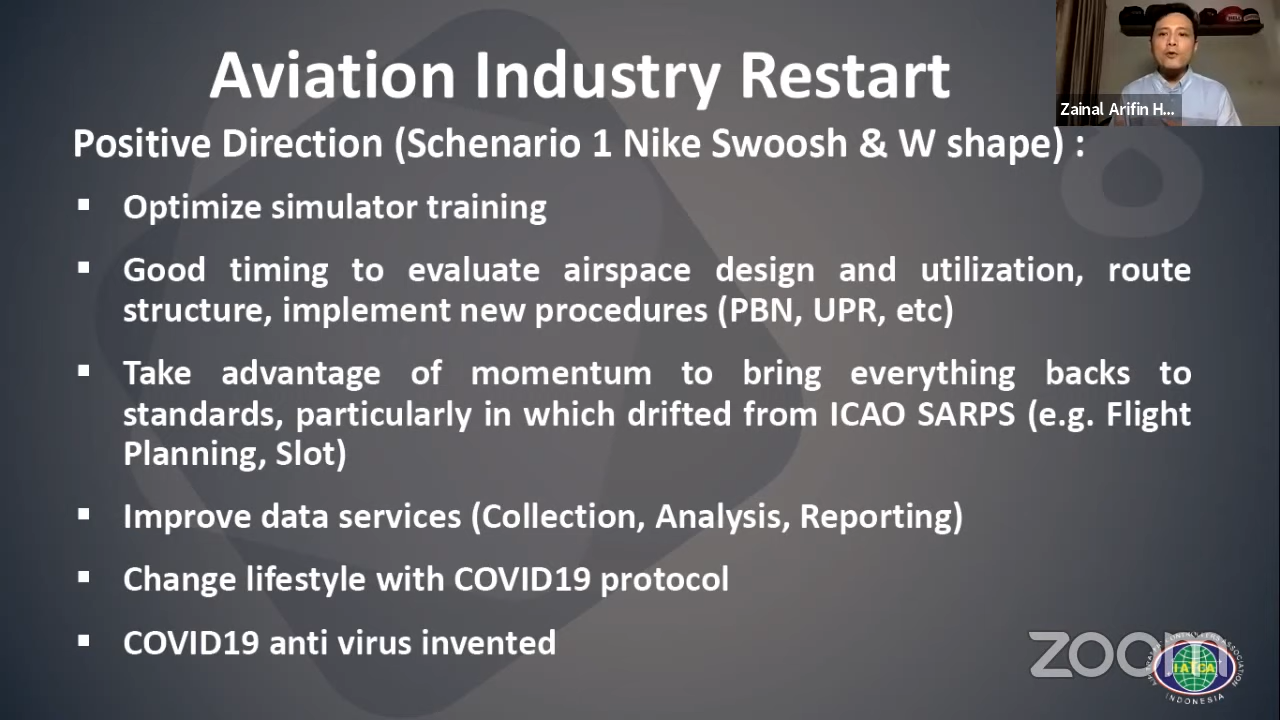 Aviation Industry Restart
Zainal Arifin H...
Positive Direction (Schenario 1 Nike Swoosh & W shape) :
▪ Optimize simulator training
▪ Good timing to evaluate airspace design and utilization, route
structure, implement new procedures (PBN, UPR, etc)
▪ Take advantage of momentum to bring everything backs to
standards, particularly in which drifted from ICAO SARPS (e.g. Flight
Planning, Slot)
▪ Improve data services (Collection, Analysis, Reporting)
▪ Change lifestyle with COVID19 protocol
▪ COVID19 anti virus invented
zoom
IATCA
INDONESIA